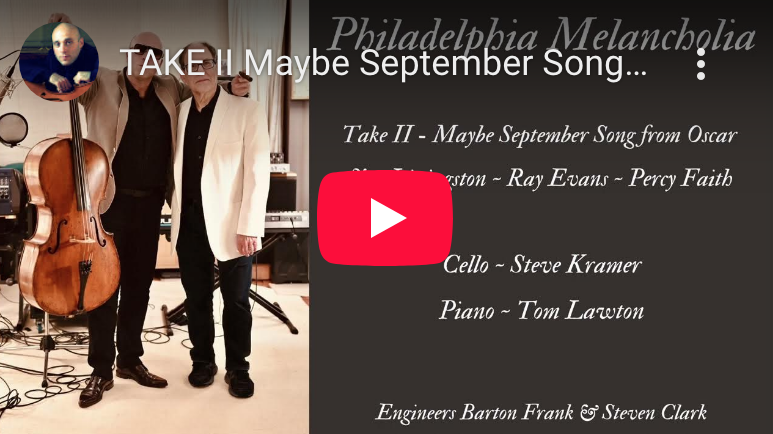 Philadelphia Melancholia
TAKE II Maybe September Song...
Take II - Maybe September Song from Oscar
~ Ray Evans ~ Percy Faith
Cello ~ Steve Kramer
Piano ~ Tom Lawton
Engineers Barton Frank & Steven Clark